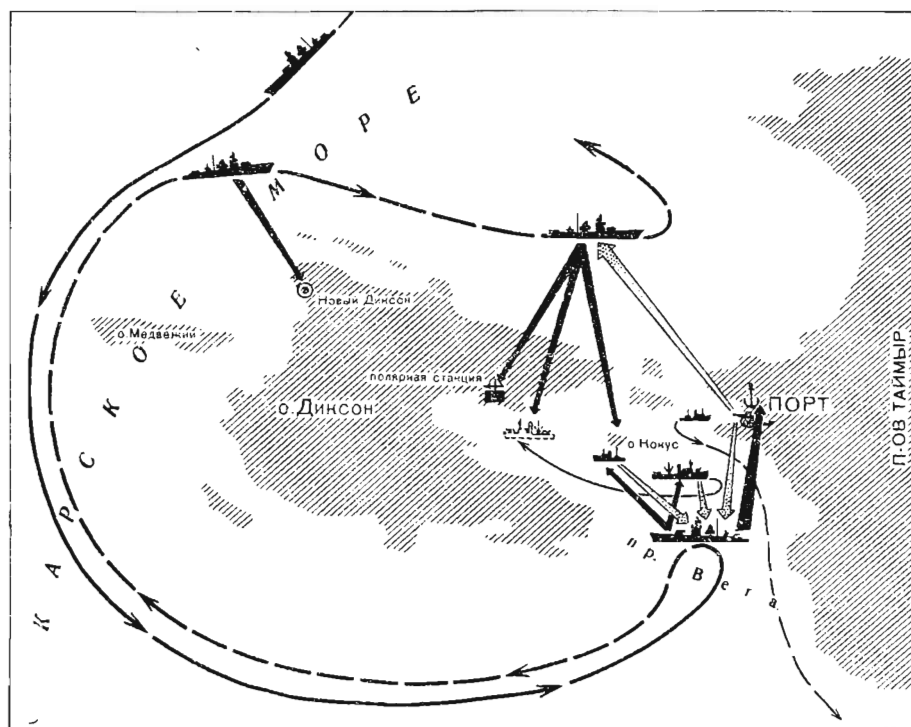 КАРСКОЕ МОРЕ
Новый Диксон
о.Медвежий
полярная станция
о. Диксон
ПОРТ
о Конус
пр. Вега
П-ОВ ТАЙМЫР